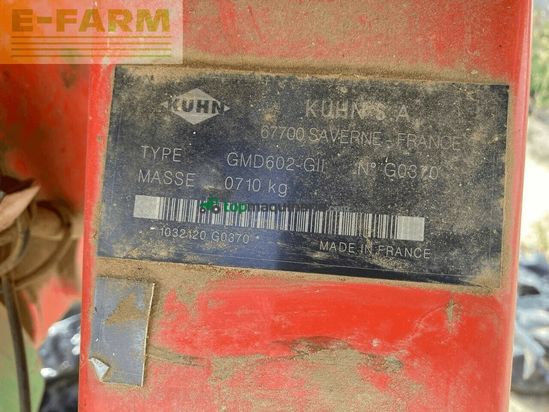 E-FARM
KUHN
KUHN S.A.
67700 SAVERNE - FRANCE
TYPE GMD602-GII N° G0370
MASSE 0710 kg
1032120 G0370
MADE IN FRANCE